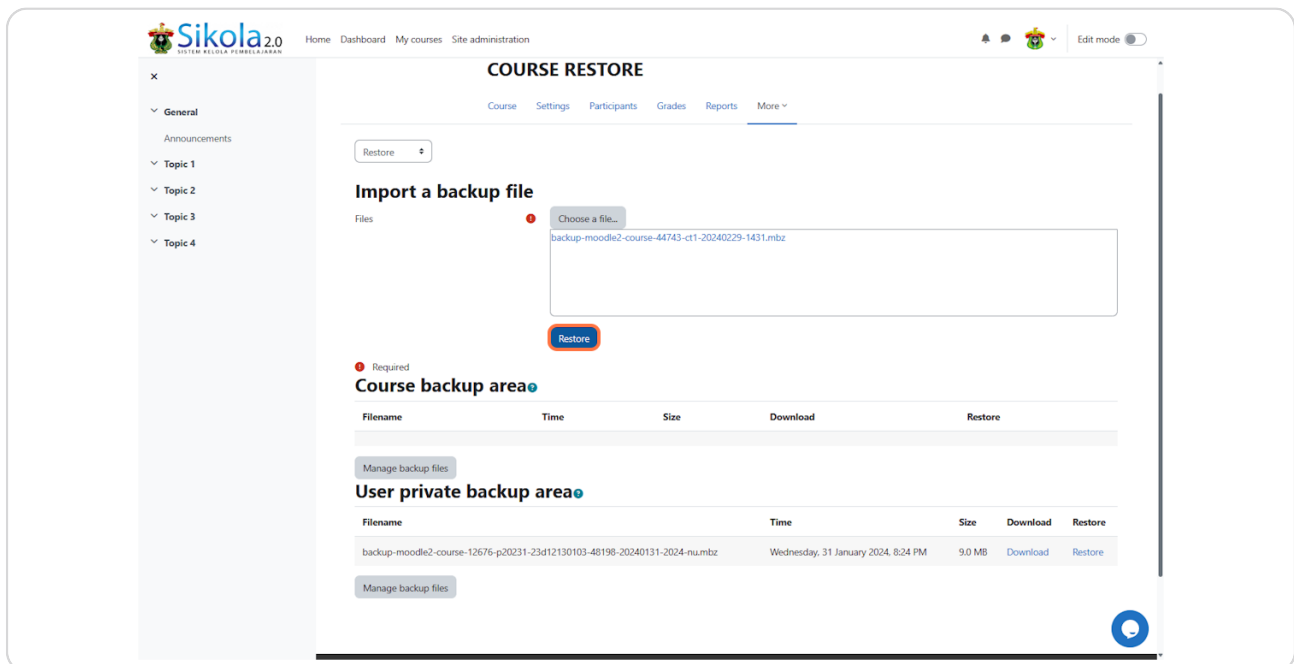 Sikola 2.0
SISTEM KELOLA PEMBELAJARAN
Home Dashboard My courses Site administration
Edit mode
General
Announcements
Topic 1
Topic 2
Topic 3
Topic 4
COURSE RESTORE
Course Settings Participants Grades Reports More
Restore
Import a backup file
Files
Choose a file...
backup-moodle2-course-44743-ct1-20240229-1431.mbz
Restore
Required
Course backup area
Filename Time Size Download Restore
Manage backup files
User private backup area
Filename Time Size Download Restore
backup-moodle2-course-12676-p20231-23d12130103-48198-20240131-2024-nu.mbz Wednesday, 31 January 2024, 8:24 PM 9.0 MB Download Restore
Manage backup files